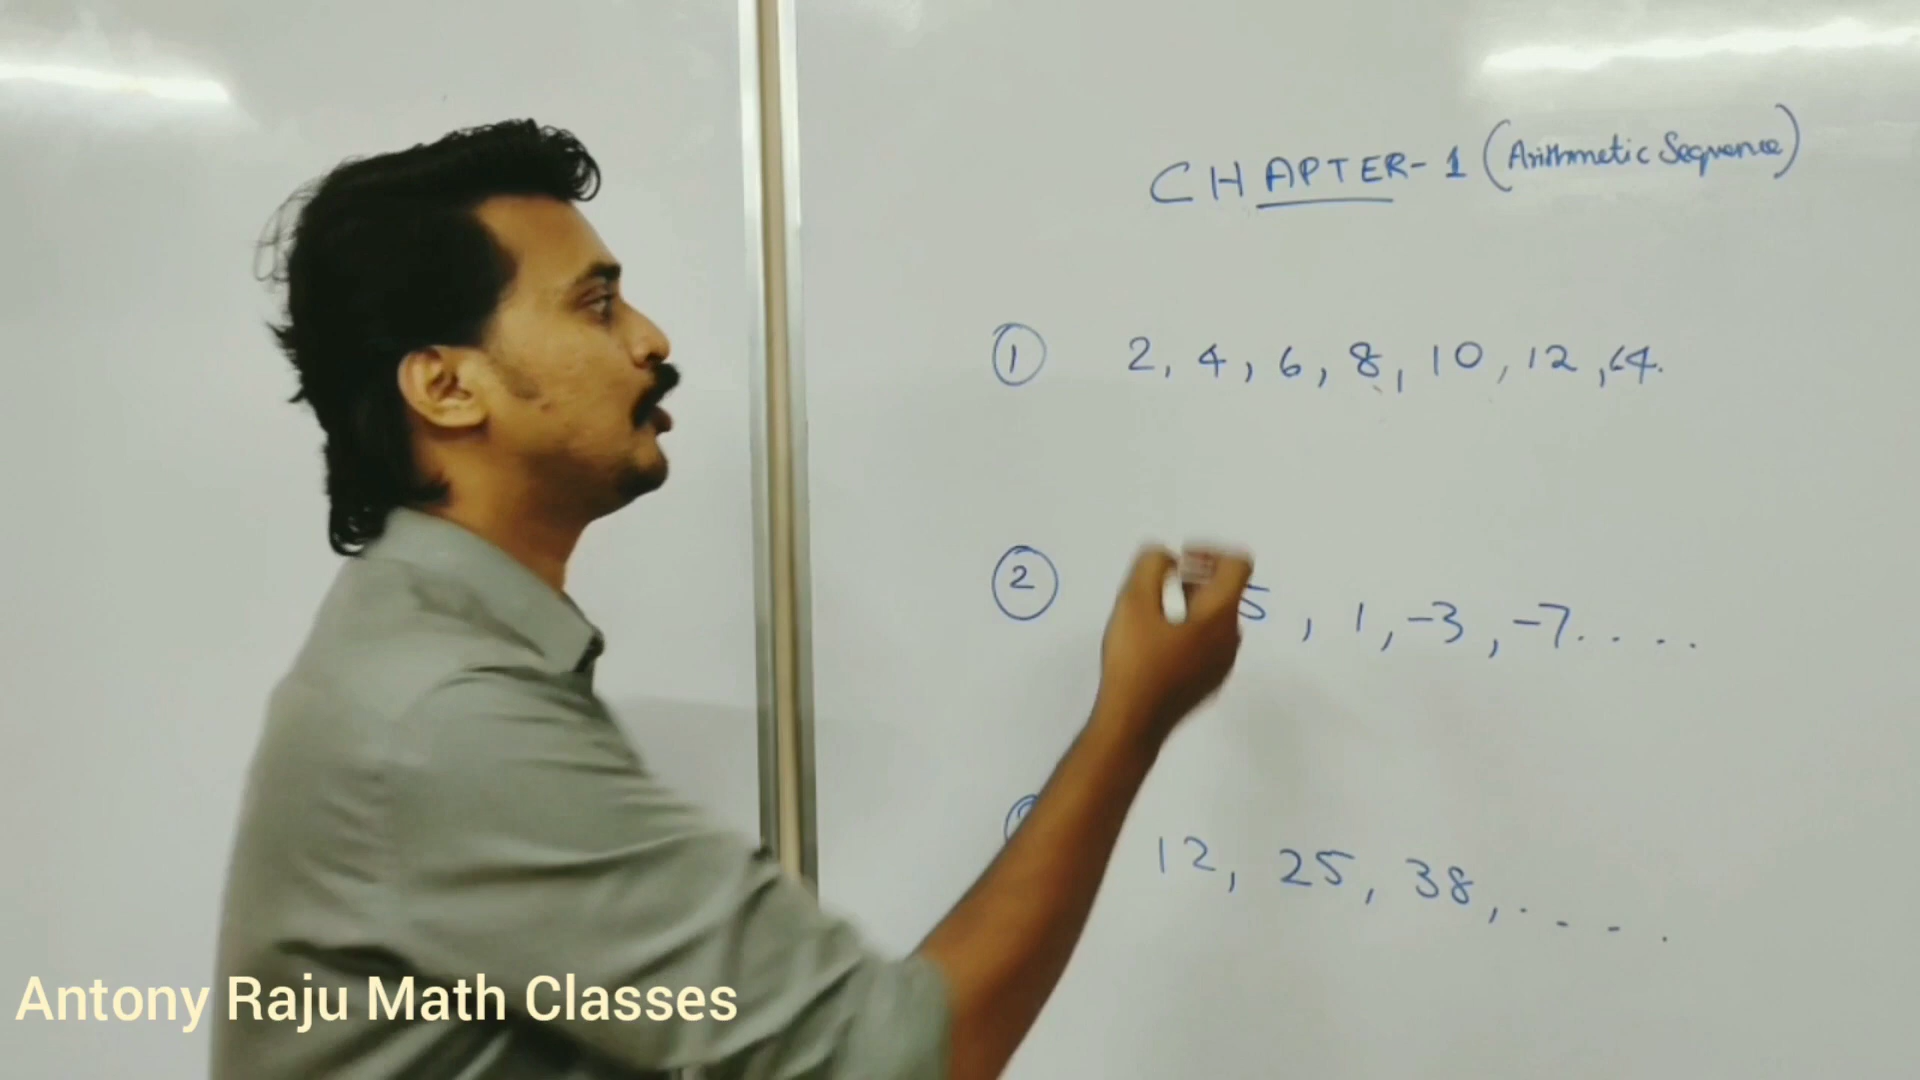 CHAPTER-1 (Arithmetic Sequence)
① 2, 4, 6, 8, 10, 12, 14.
② 5, 1, -3, -7. . . .
12, 25, 38, . . . .
Antony Raju Math Classes